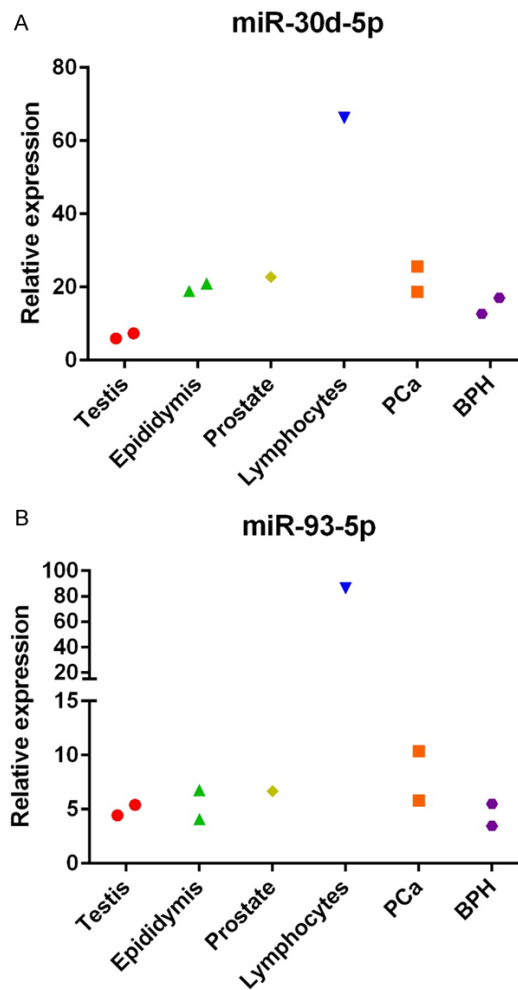 A
miR-30d-5p
Relative expression
80
60
40
20
0
Testis
Epididymis
Prostate
Lymphocytes
PCa
BPH
B
miR-93-5p
Relative expression
100
80
60
40
20
15
10
5
0
Testis
Epididymis
Prostate
Lymphocytes
PCa
BPH